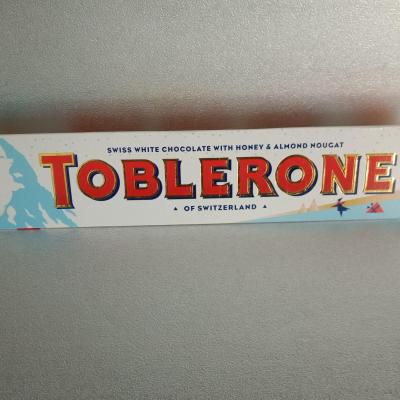 SWISS WHITE CHOCOLATE WITH HONEY & ALMOND NOUGAT
TOBLERONE
OF SWITZERLAND